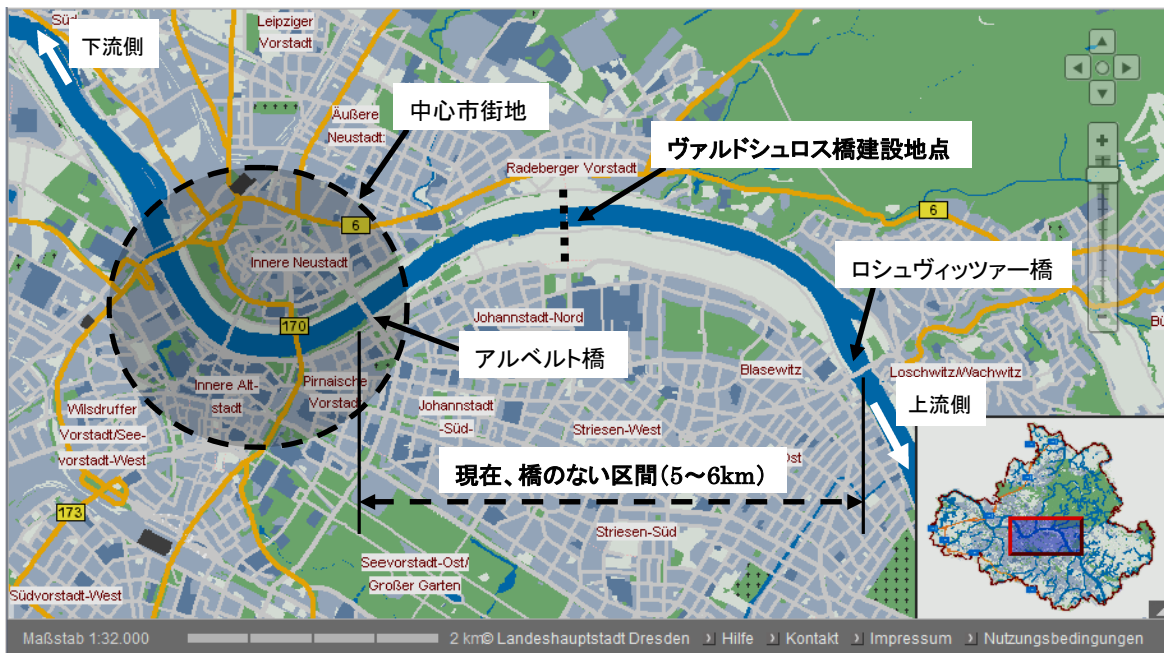 Süd
下流側
Leipziger
Vorstadt
中心市街地
Äußere
Neustadt
ヴァルドシュロス橋建設地点
Radeberger Vorstadt
6
6
Innere Neustadt
ロシュヴィッツァー橋
170
Johannstadt-Nord
アルベルト橋
Blasewitz
Loschwitz/Wachwitz
Innere Alt-
stadt
Pirnaische
Vorstad
Johannstadt
-Süd-
上流側
Wilsdruffer
Vorstadt/See-
vorstadt-West
Striesen-West
Ost
現在、橋のない区間(5~6km)
173
Striesen-Süd
Seevorstadt-Ost/
Großer Garten
Südvorstadt-West
Maßstab 1:32.000
2 km
© Landeshauptstadt Dresden
Hilfe
Kontakt
Impressum
Nutzungsbedingungen